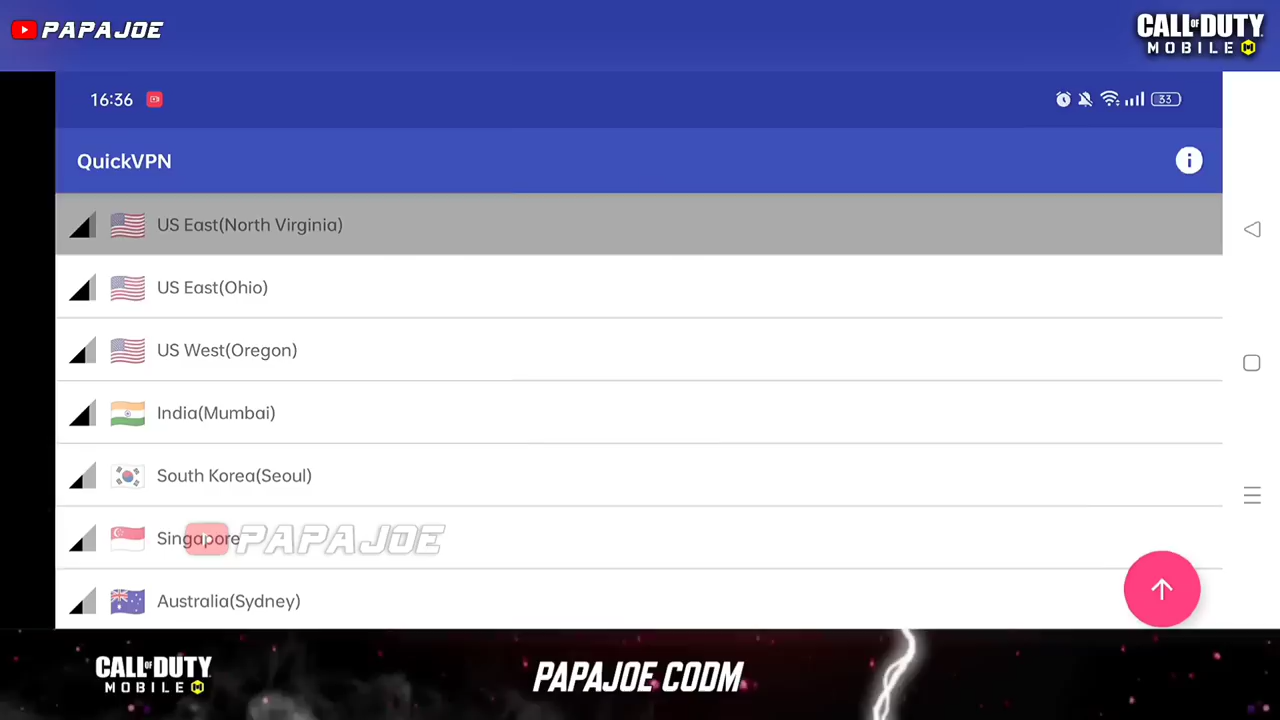 PAPAJOE
CALL OF DUTY
MOBILE
16:36
33
QuickVPN
US East(North Virginia)
US East(Ohio)
US West(Oregon)
India(Mumbai)
South Korea(Seoul)
Singapore
PAPAJOE
Australia(Sydney)
CALL OF DUTY
MOBILE
PAPAJOE CODM